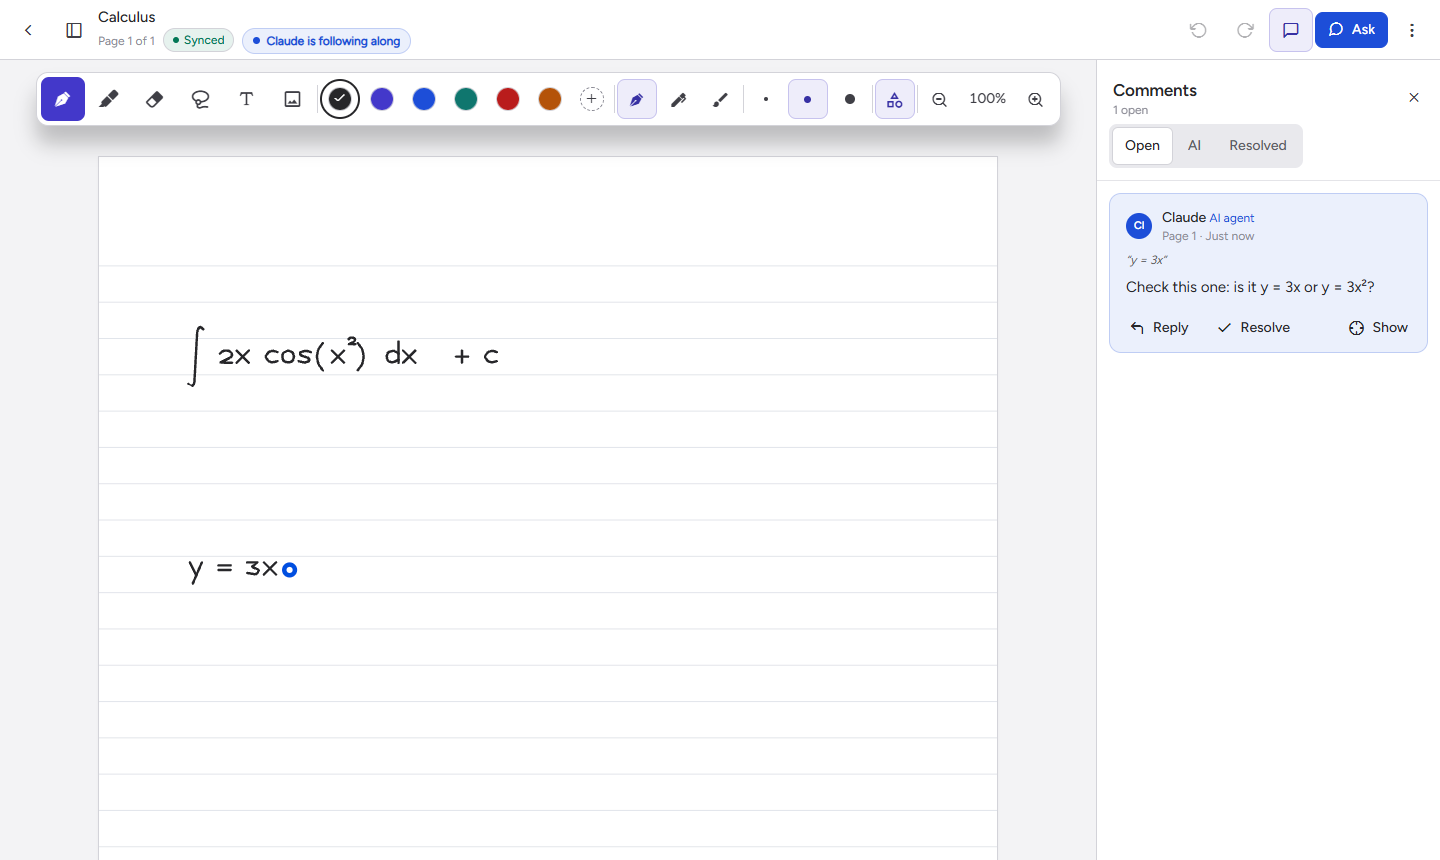 Calculus
Page 1 of 1 Synced Claude is following along
Ask
T 100%
∫ 2x cos(x²) dx + c
y = 3x
Comments
1 open
Open AI Resolved
Cl Claude AI agent
Page 1 · Just now
“y = 3x”
Check this one: is it y = 3x or y = 3x²?
Reply Resolve Show